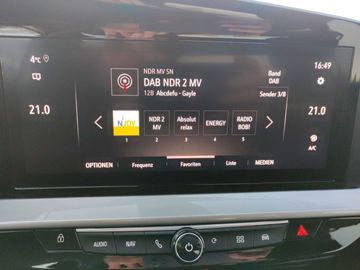 NDR MV SN
4°C
DAB NDR 2 MV
12B Abcdefu - Gayle
Band
DAB
Sender 3/8
16:49
21.0
21.0
N-JOY
NDR 2
MV
Absolut
relax
ENERGY
RADIO
BOB!
1
2
3
4
5
A/C
OPTIONEN
Frequenz
Favoriten
Liste
MEDIEN
AUDIO
NAV